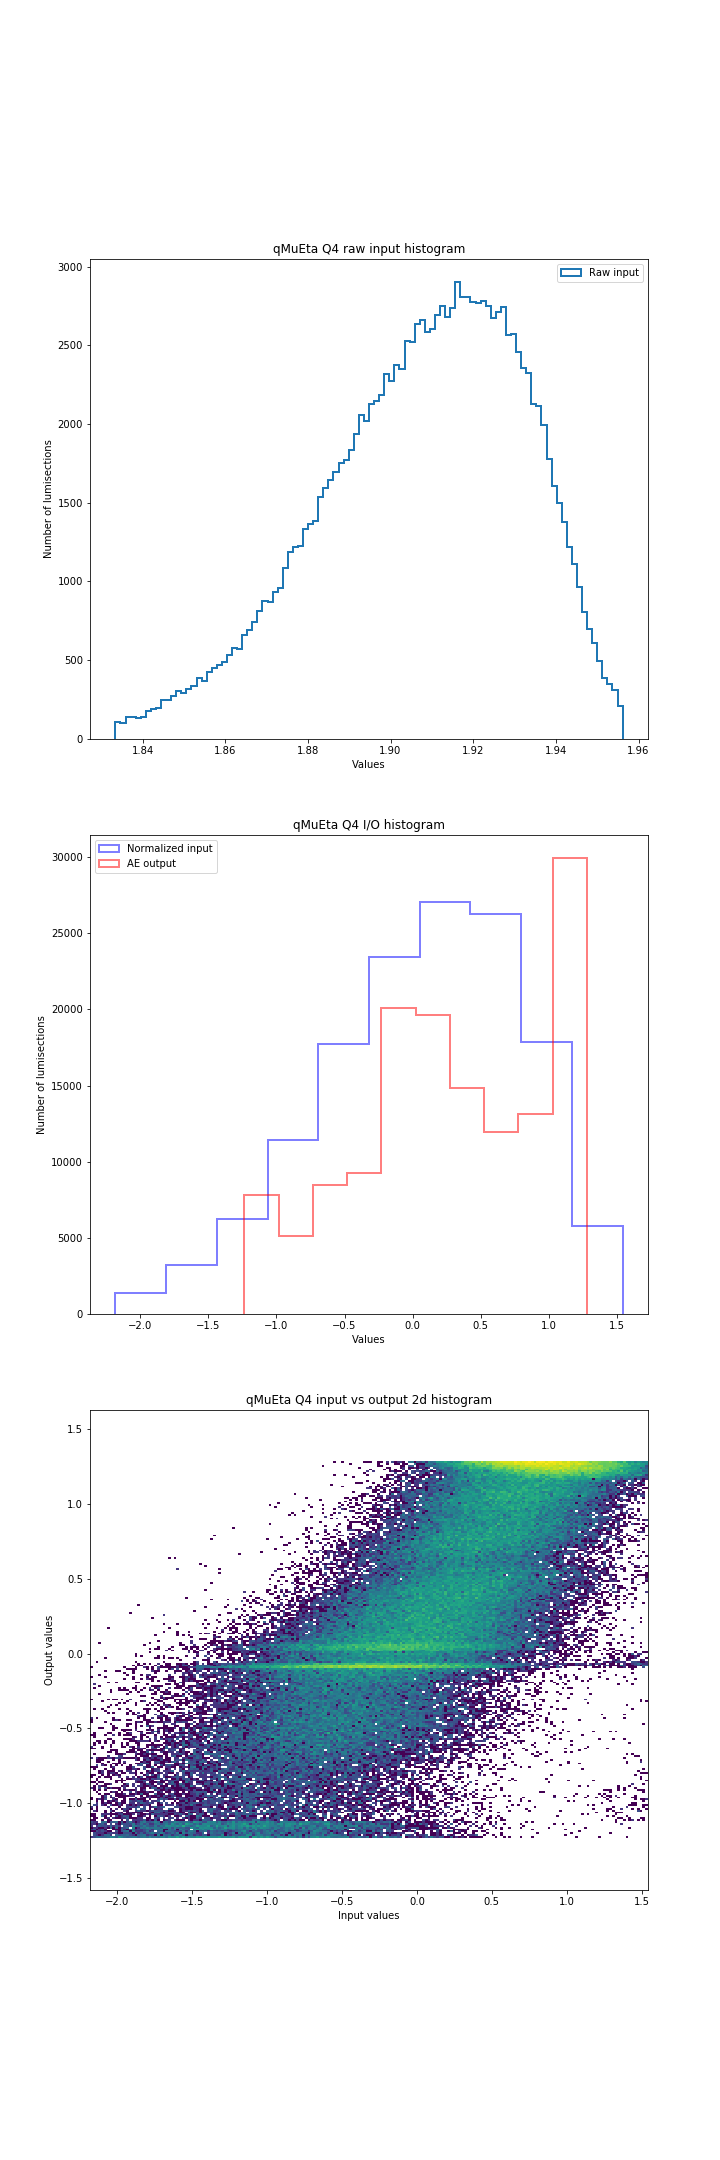 qMuEta Q4 raw input histogram
3000
2500
2000
1500
1000
500
0
Number of lumisections
Raw input
1.84 1.86 1.88 1.90 1.92 1.94 1.96
Values
qMuEta Q4 I/O histogram
Normalized input
AE output
30000
25000
20000
15000
10000
5000
0
Number of lumisections
−2.0 −1.5 −1.0 −0.5 0.0 0.5 1.0 1.5
Values
qMuEta Q4 input vs output 2d histogram
1.5
1.0
0.5
0.0
−0.5
−1.0
−1.5
Output values
−2.0 −1.5 −1.0 −0.5 0.0 0.5 1.0 1.5
Input values